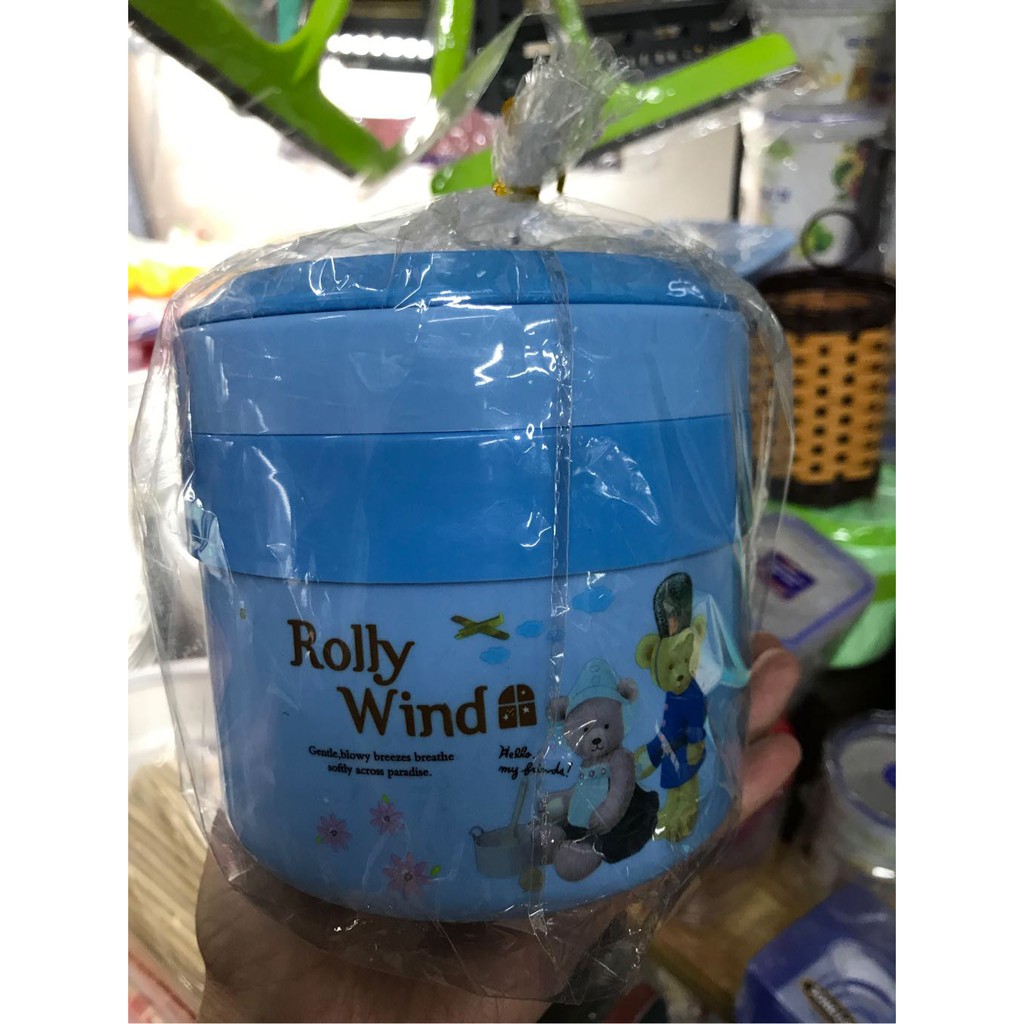 Rolly
Wind
Gentle,blowy breezes breathe
softly across paradise.
Hello,
my friends!